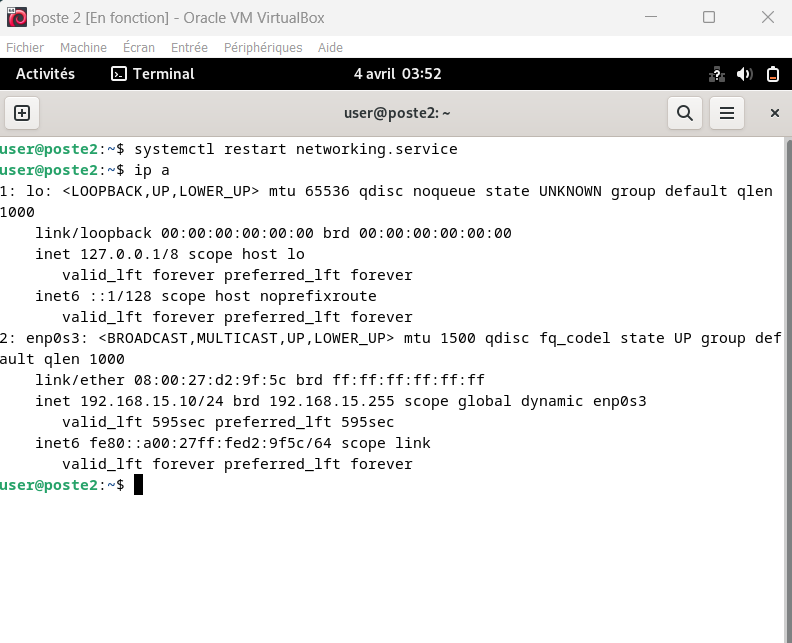 poste 2 [En fonction] - Oracle VM VirtualBox
Fichier Machine Écran Entrée Périphériques Aide
Activités Terminal 4 avril 03:52
user@poste2: ~
user@poste2:~$ systemctl restart networking.service
user@poste2:~$ ip a
1: lo: <LOOPBACK,UP,LOWER_UP> mtu 65536 qdisc noqueue state UNKNOWN group default qlen
1000
    link/loopback 00:00:00:00:00:00 brd 00:00:00:00:00:00
    inet 127.0.0.1/8 scope host lo
       valid_lft forever preferred_lft forever
    inet6 ::1/128 scope host noprefixroute
       valid_lft forever preferred_lft forever
2: enp0s3: <BROADCAST,MULTICAST,UP,LOWER_UP> mtu 1500 qdisc fq_codel state UP group def
ault qlen 1000
    link/ether 08:00:27:d2:9f:5c brd ff:ff:ff:ff:ff:ff
    inet 192.168.15.10/24 brd 192.168.15.255 scope global dynamic enp0s3
       valid_lft 595sec preferred_lft 595sec
    inet6 fe80::a00:27ff:fed2:9f5c/64 scope link
       valid_lft forever preferred_lft forever
user@poste2:~$